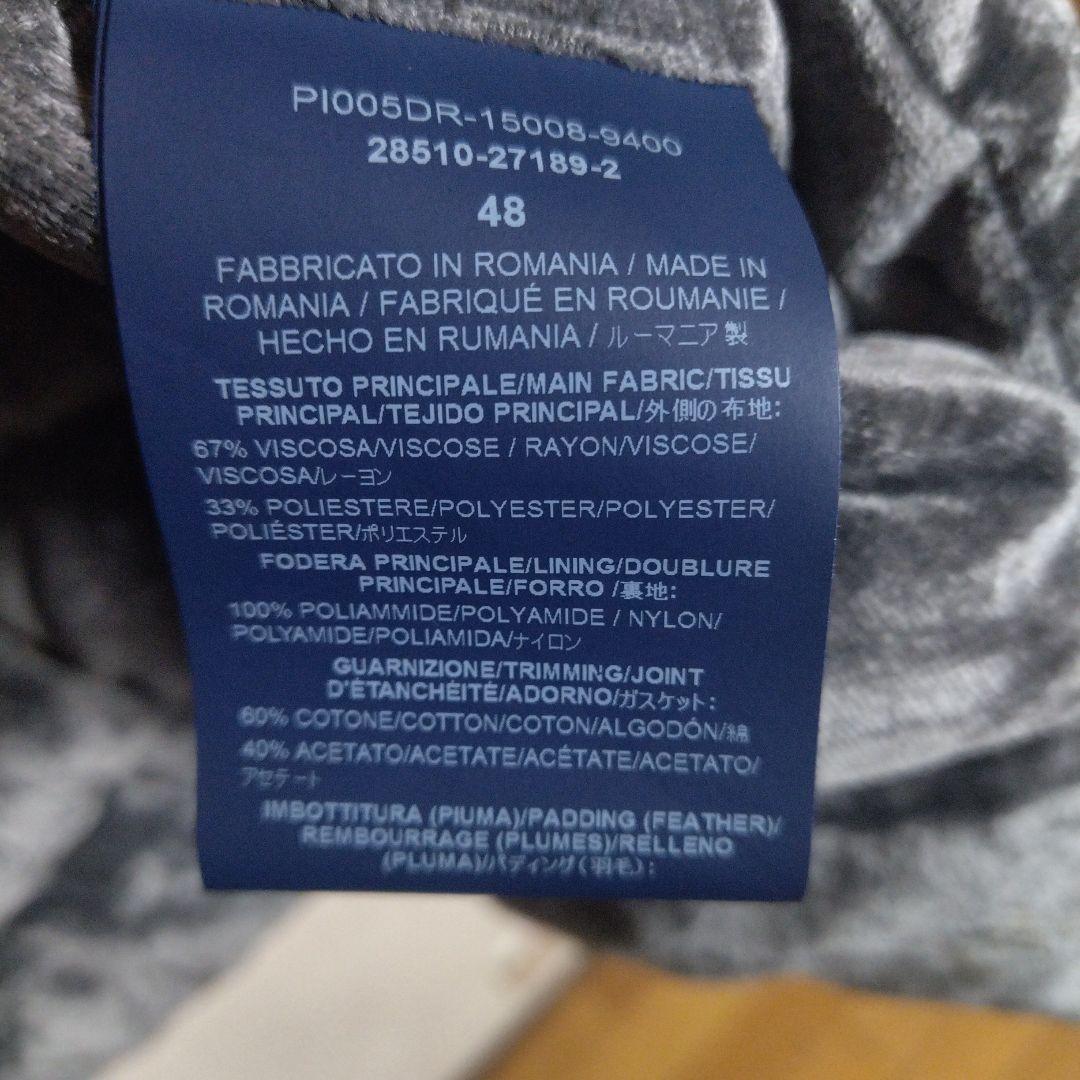 PI005DR-15008-9400
28510-27189-2
48
FABBRICATO IN ROMANIA / MADE IN
ROMANIA / FABRIQUÉ EN ROUMANIE /
HECHO EN RUMANIA / ルーマニア製
TESSUTO PRINCIPALE/MAIN FABRIC/TISSU
PRINCIPAL/TEJIDO PRINCIPAL/外側の布地:
67% VISCOSA/VISCOSE / RAYON/VISCOSE/
VISCOSA/レーヨン
33% POLIESTERE/POLYESTER/POLYESTER/
POLIÉSTER/ポリエステル
FODERA PRINCIPALE/LINING/DOUBLURE
PRINCIPALE/FORRO /裏地:
100% POLIAMMIDE/POLYAMIDE / NYLON/
POLYAMIDE/POLIAMIDA/ナイロン
GUARNIZIONE/TRIMMING/JOINT
D'ÉTANCHÉITÉ/ADORNO/ガスケット:
60% COTONE/COTTON/COTON/ALGODÓN/綿
40% ACETATO/ACETATE/ACÉTATE/ACETATO/
アセテート
IMBOTTITURA (PIUMA)/PADDING (FEATHER)/
REMBOURRAGE (PLUMES)/RELLENO
(PLUMA)/パディング(羽毛):